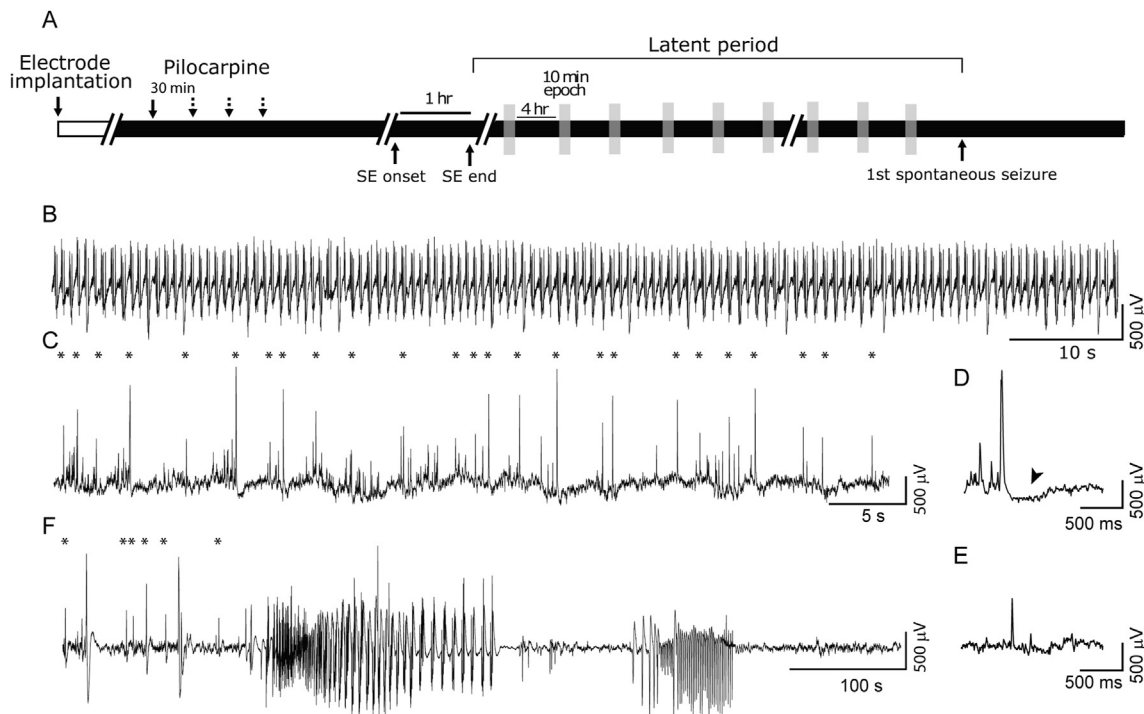 A
Latent period
Electrode
implantation
Pilocarpine
30 min
1 hr
10 min
epoch
4 hr
SE onset
SE end
1st spontaneous seizure
B
500 µV
10 s
C
* * * * * * * * * * * * * * * * * * * * * * * * *
500 µV
5 s
D
500 µV
500 ms
F
* * * * * *
500 µV
100 s
E
500 µV
500 ms